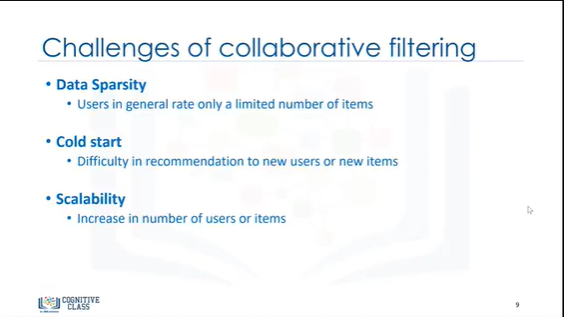 Challenges of collaborative filtering
• Data Sparsity
• Users in general rate only a limited number of items
• Cold start
• Difficulty in recommendation to new users or new items
• Scalability
• Increase in number of users or items
COGNITIVE
CLASS
9